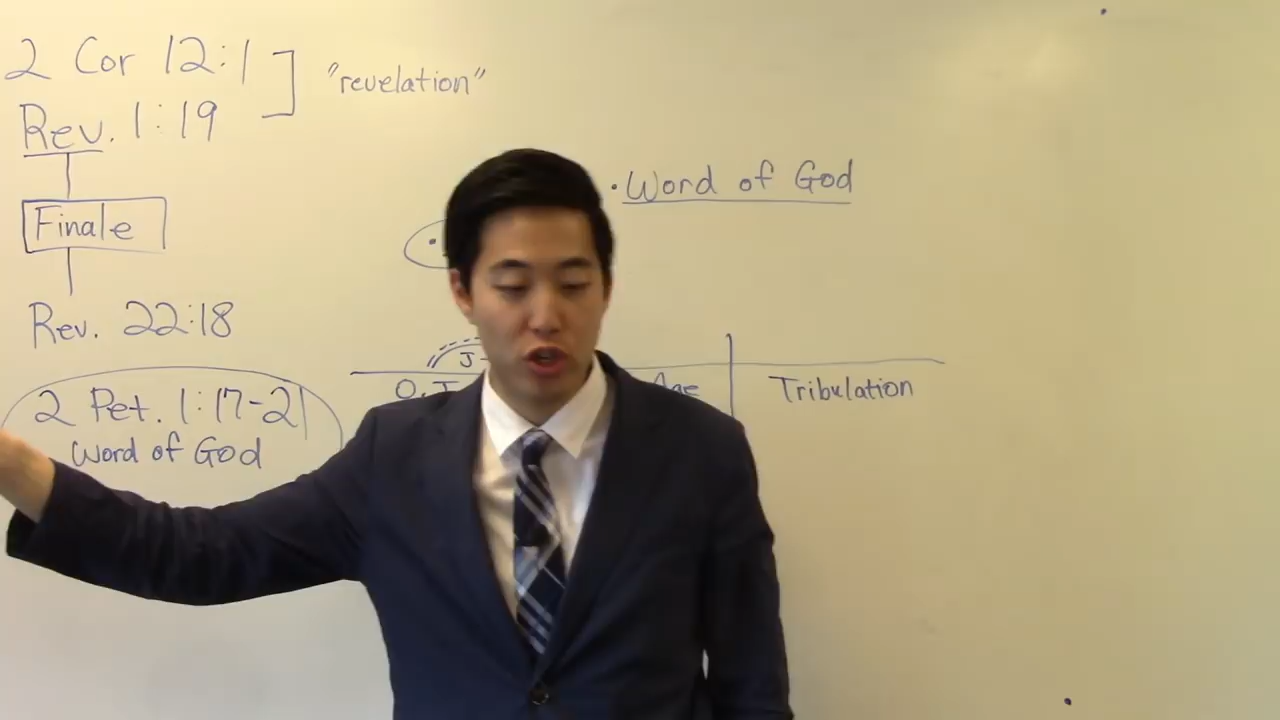 2 Cor 12:1
"revelation"
Rev. 1:19
Finale
Rev. 22:18
2 Pet. 1:17-21
Word of God
• Word of God
J
O.T
Age
Tribulation